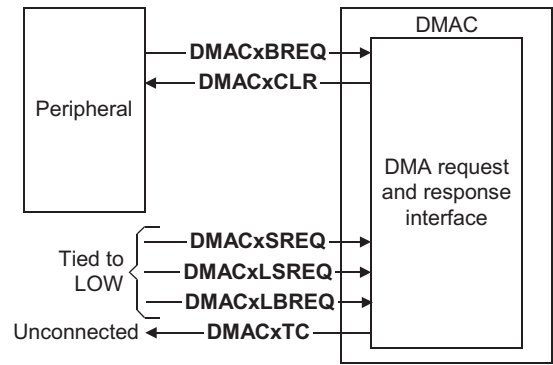 DMAC
DMACxBREQ
DMACxCLR
Peripheral
DMA request
and response
interface
DMACxSREQ
Tied to
LOW
DMACxLSREQ
DMACxLBREQ
Unconnected
DMACxTC